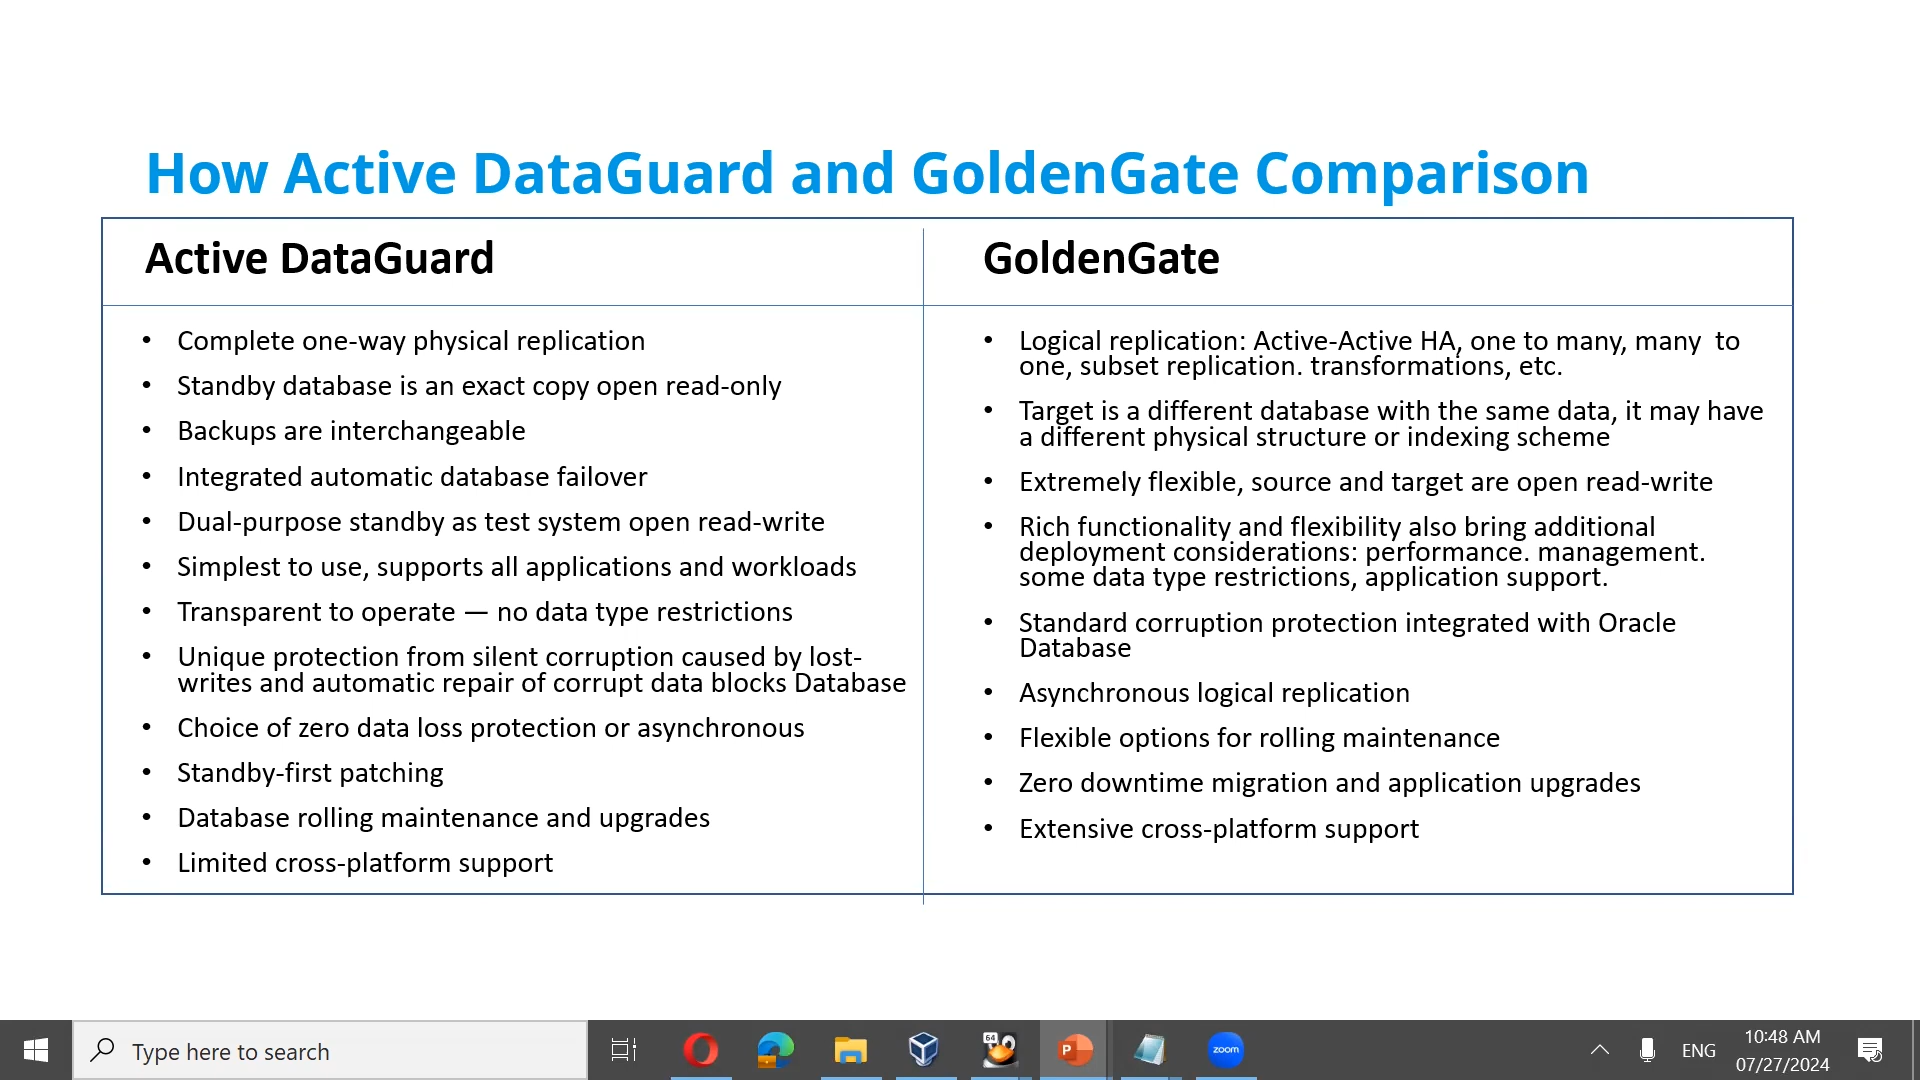 How Active DataGuard and GoldenGate Comparison
Active DataGuard
• Complete one-way physical replication
• Standby database is an exact copy open read-only
• Backups are interchangeable
• Integrated automatic database failover
• Dual-purpose standby as test system open read-write
• Simplest to use, supports all applications and workloads
• Transparent to operate — no data type restrictions
• Unique protection from silent corruption caused by lost-
writes and automatic repair of corrupt data blocks Database
• Choice of zero data loss protection or asynchronous
• Standby-first patching
• Database rolling maintenance and upgrades
• Limited cross-platform support
GoldenGate
• Logical replication: Active-Active HA, one to many, many  to
one, subset replication. transformations, etc.
• Target is a different database with the same data, it may have
a different physical structure or indexing scheme
• Extremely flexible, source and target are open read-write
• Rich functionality and flexibility also bring additional
deployment considerations: performance. management.
some data type restrictions, application support.
• Standard corruption protection integrated with Oracle
Database
• Asynchronous logical replication
• Flexible options for rolling maintenance
• Zero downtime migration and application upgrades
• Extensive cross-platform support
Type here to search
64
P
zoom
ENG
10:48 AM
07/27/2024